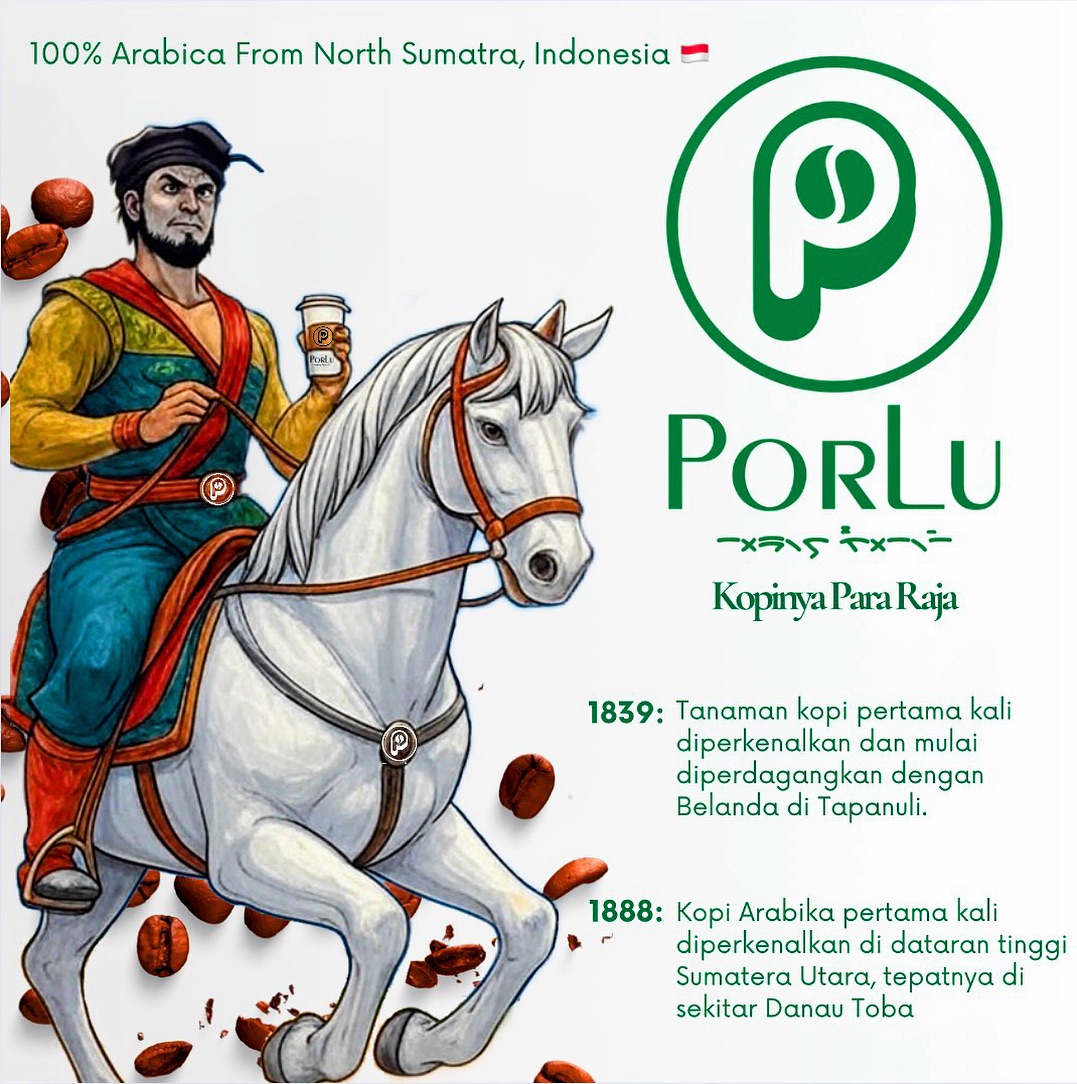 100% Arabica From North Sumatra, Indonesia 🇮🇩
PORLU
PORLU
Kopinya Para Raja
1839: Tanaman kopi pertama kali
diperkenalkan dan mulai
diperdagangkan dengan
Belanda di Tapanuli.
1888: Kopi Arabika pertama kali
diperkenalkan di dataran tinggi
Sumatera Utara, tepatnya di
sekitar Danau Toba